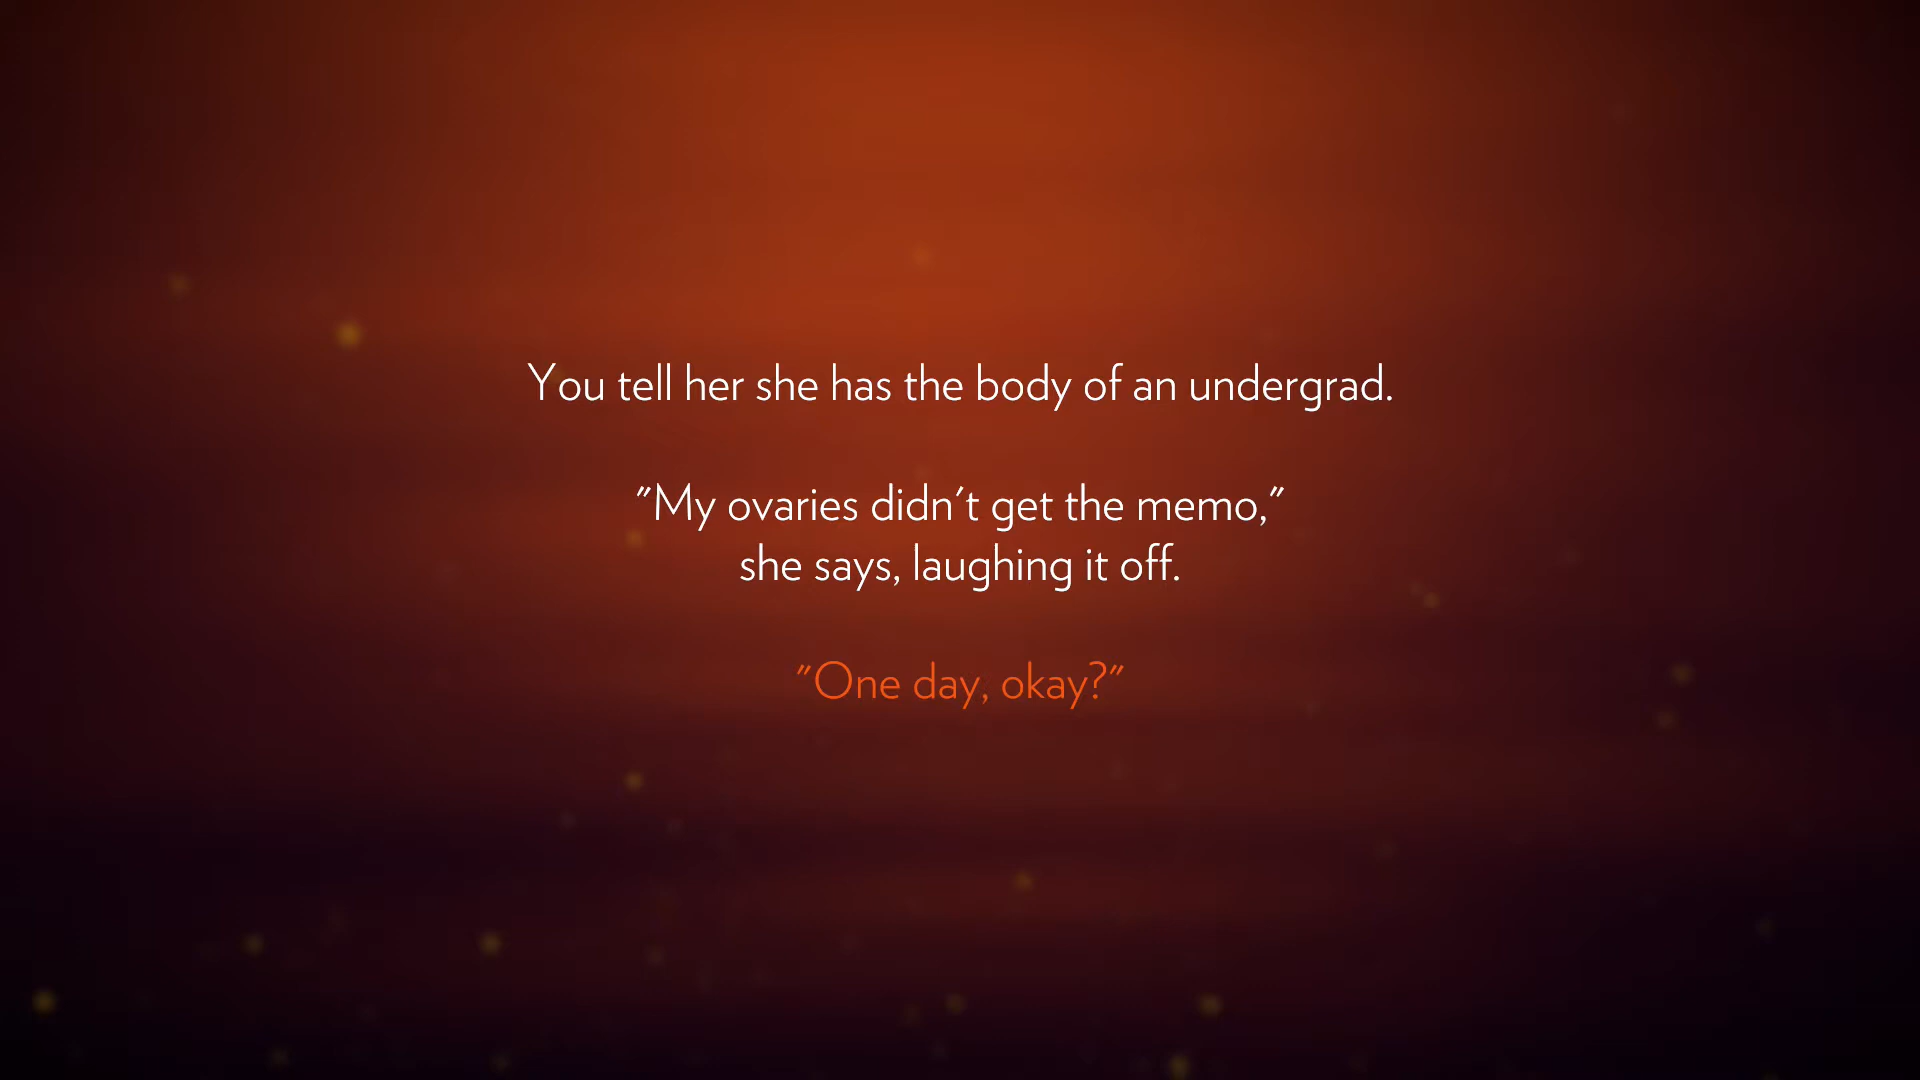 You tell her she has the body of an undergrad.
"My ovaries didn't get the memo,"
she says, laughing it off.
"One day, okay?"